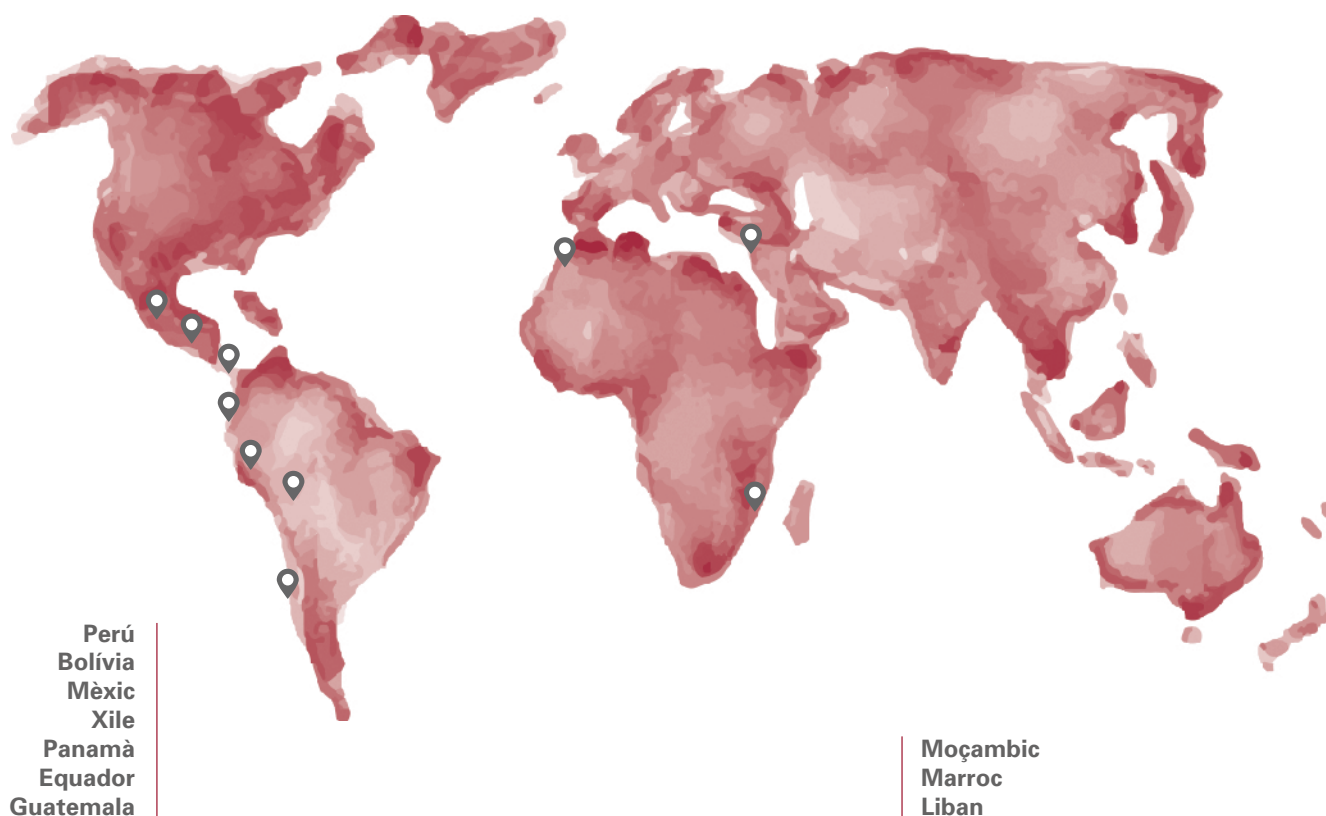 Perú
Bolívia
Mèxic
Xile
Panamà
Equador
Guatemala
Moçambic
Marroc
Liban